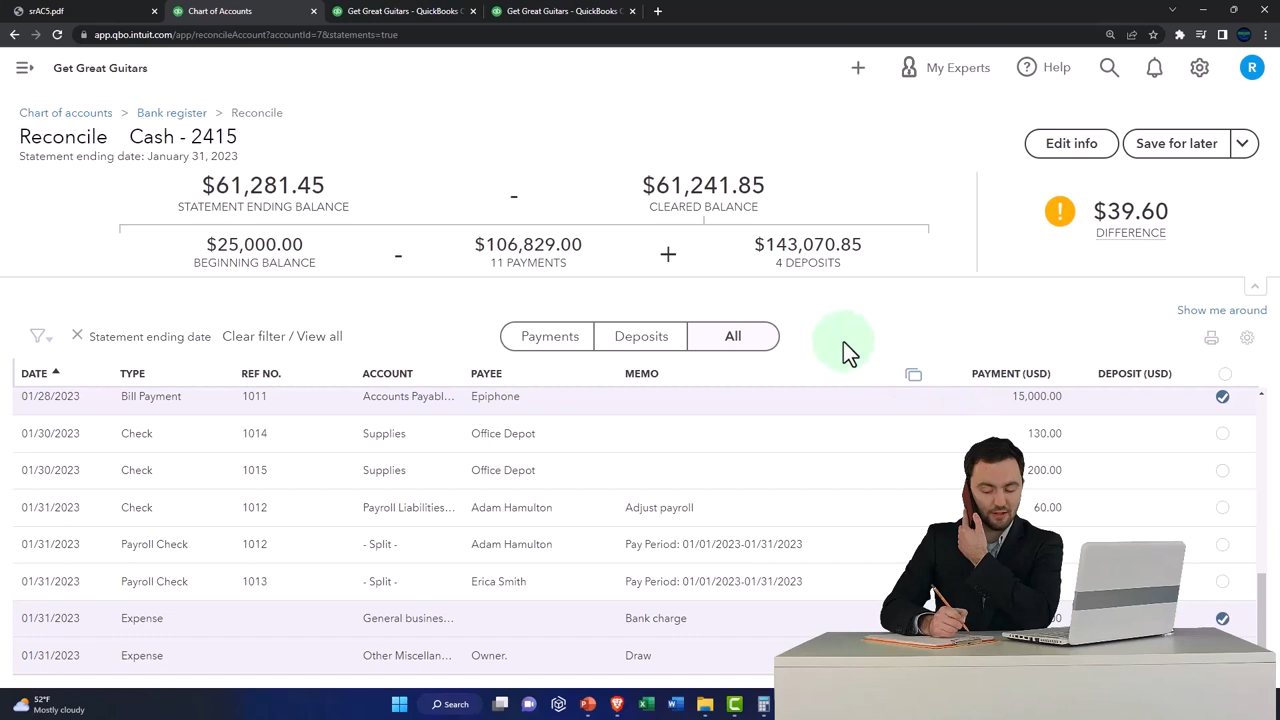 srAC5.pdf
Chart of Accounts
Get Great Guitars - QuickBooks C
Get Great Guitars - QuickBooks C
app.qbo.intuit.com/app/reconcileAccount?accountId=7&statements=true
Get Great Guitars
My Experts
Help
R
Chart of accounts > Bank register > Reconcile
Reconcile Cash - 2415
Statement ending date: January 31, 2023
Edit info
Save for later
$61,281.45
STATEMENT ENDING BALANCE
-
$61,241.85
CLEARED BALANCE
$39.60
DIFFERENCE
$25,000.00
BEGINNING BALANCE
-
$106,829.00
11 PAYMENTS
+
$143,070.85
4 DEPOSITS
Show me around
Statement ending date Clear filter / View all
Payments Deposits All
DATE TYPE REF NO. ACCOUNT PAYEE MEMO PAYMENT (USD) DEPOSIT (USD)
01/28/2023 Bill Payment 1011 Accounts Payabl... Epiphone 15,000.00
01/30/2023 Check 1014 Supplies Office Depot 130.00
01/30/2023 Check 1015 Supplies Office Depot 200.00
01/31/2023 Check 1012 Payroll Liabilities... Adam Hamulton Adjust payroll 60.00
01/31/2023 Payroll Check 1012 - Split - Adam Hamulton Pay Period: 01/01/2023-01/31/2023
01/31/2023 Payroll Check 1013 - Split - Erica Smith Pay Period: 01/01/2023-01/31/2023
01/31/2023 Expense General busines... Bank charge
01/31/2023 Expense Other Miscellan... Owner. Draw
52°F
Mostly cloudy
Search